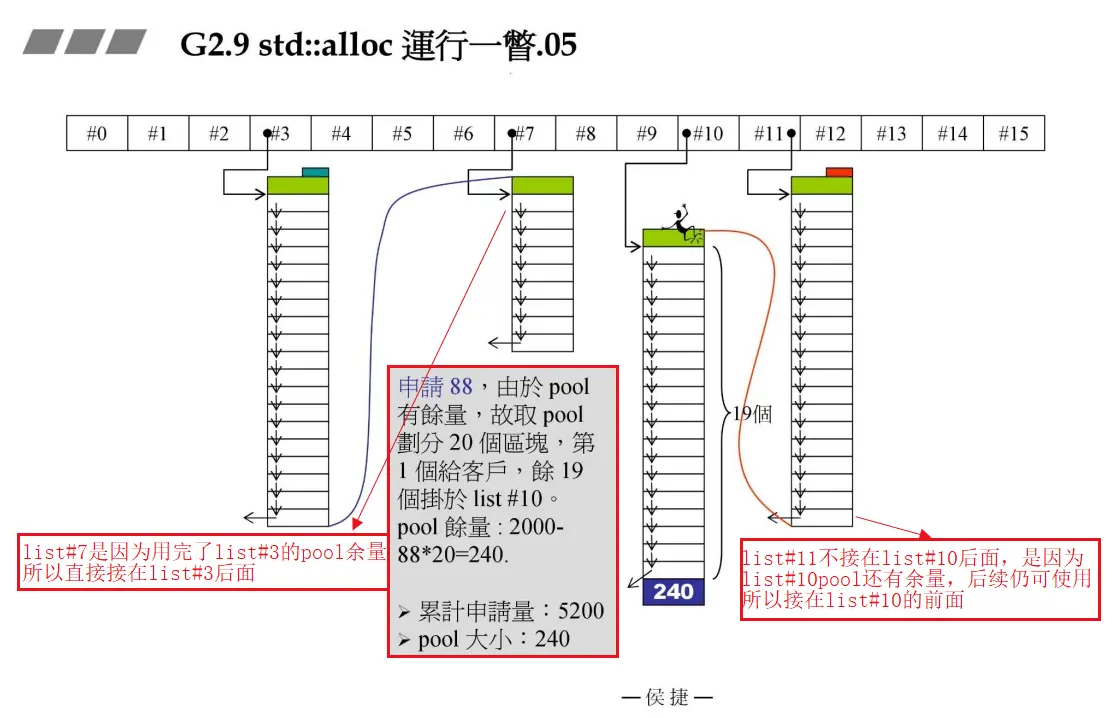 G2.9 std::alloc 運行一瞥.05
#0 #1 #2 #3 #4 #5 #6 #7 #8 #9 #10 #11 #12 #13 #14 #15
19個
申請 88，由於 pool
有餘量，故取 pool
劃分 20 個區塊，第
1 個給客戶，餘 19
個掛於 list #10。
pool 餘量 : 2000-
88*20=240.
➢ 累計申請量：5200
➢ pool 大小：240
list#7是因为用完了list#3的pool余量
所以直接接在list#3后面
240
list#11不接在list#10后面，是因为
list#10pool还有余量，后续仍可使用
所以接在list#10的前面
— 侯 捷 —